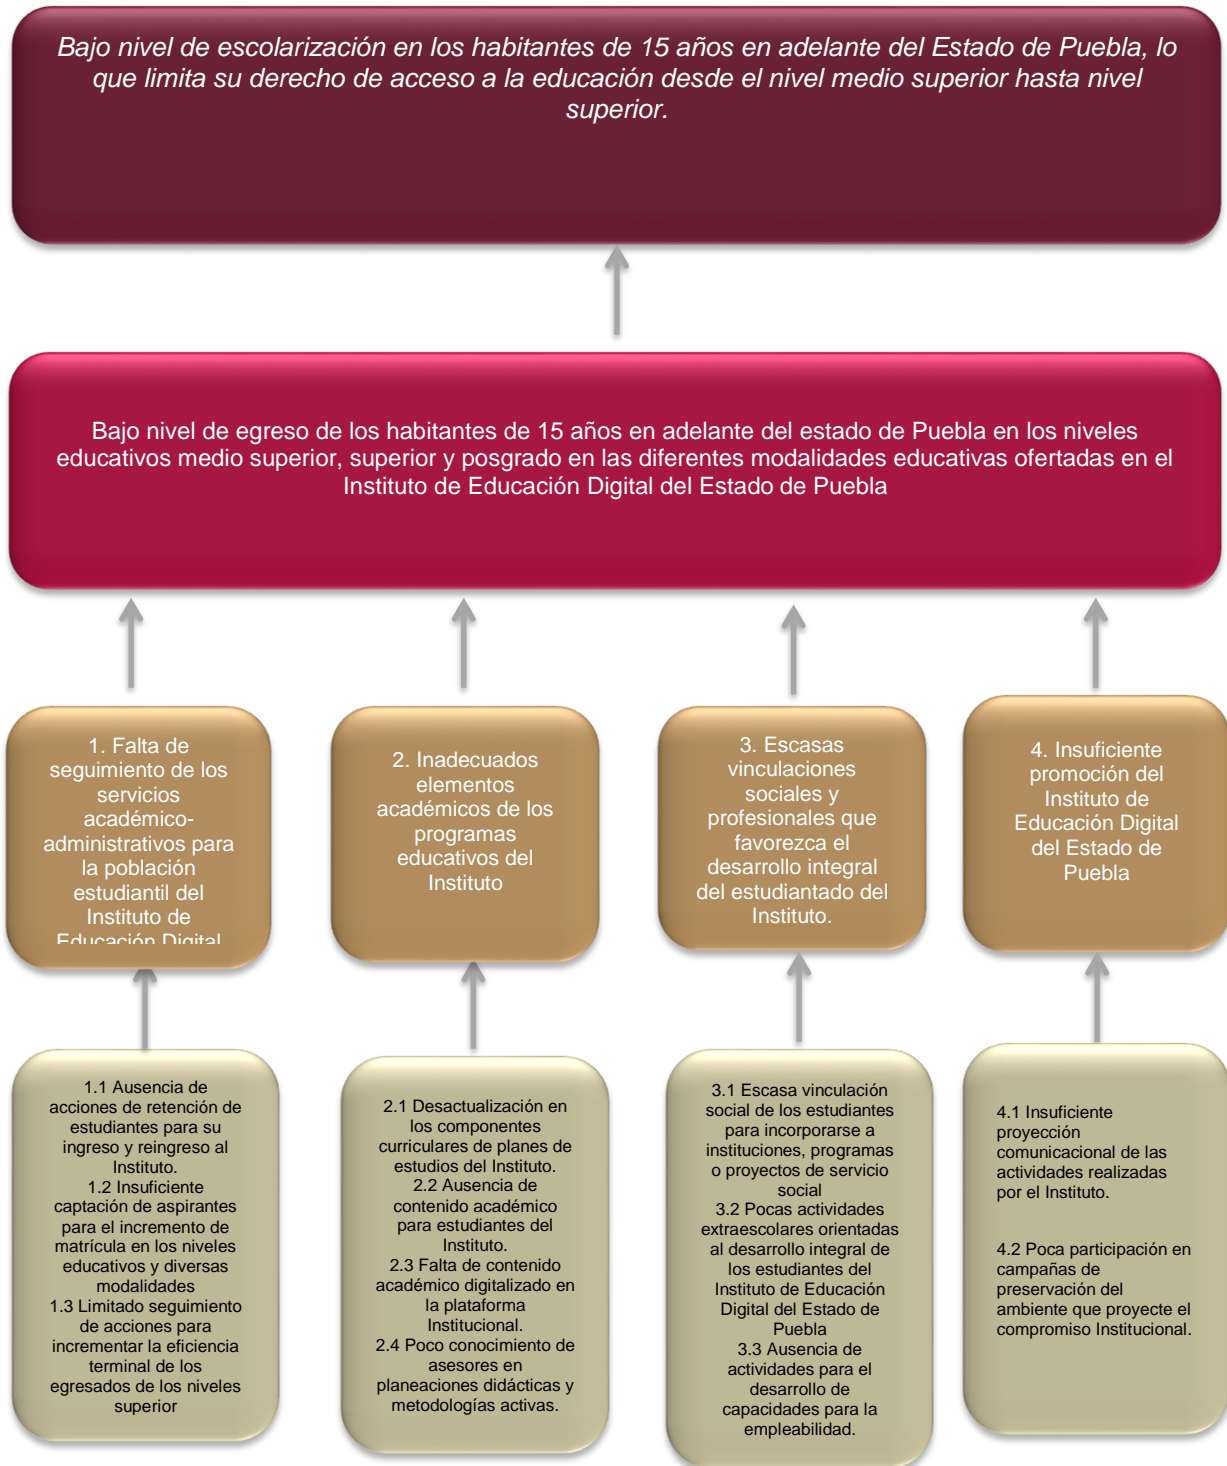 Bajo nivel de escolarización en los habitantes de 15 años en adelante del Estado de Puebla, lo
que limita su derecho de acceso a la educación desde el nivel medio superior hasta nivel
superior.
Bajo nivel de egreso de los habitantes de 15 años en adelante del estado de Puebla en los niveles
educativos medio superior, superior y posgrado en las diferentes modalidades educativas ofertadas en el
Instituto de Educación Digital del Estado de Puebla
1. Falta de
seguimiento de los
servicios
académico-
administrativos para
la población
estudiantil del
Instituto de
Educación Digital
2. Inadecuados
elementos
académicos de los
programas
educativos del
Instituto
3. Escasas
vinculaciones
sociales y
profesionales que
favorezca el
desarrollo integral
del estudiantado del
Instituto.
4. Insuficiente
promoción del
Instituto de
Educación Digital
del Estado de
Puebla
1.1 Ausencia de
acciones de retención de
estudiantes para su
ingreso y reingreso al
Instituto.
1.2 Insuficiente
captación de aspirantes
para el incremento de
matrícula en los niveles
educativos y diversas
modalidades
1.3 Limitado seguimiento
de acciones para
incrementar la eficiencia
terminal de los
egresados de los niveles
superior
2.1 Desactualización en
los componentes
curriculares de planes de
estudios del Instituto.
2.2 Ausencia de
contenido académico
para estudiantes del
Instituto.
2.3 Falta de contenido
académico digitalizado en
la plataforma
Institucional.
2.4 Poco conocimiento de
asesores en
planeaciones didácticas y
metodologías activas.
3.1 Escasa vinculación
social de los estudiantes
para incorporarse a
instituciones, programas
o proyectos de servicio
social
3.2 Pocas actividades
extraescolares orientadas
al desarrollo integral de
los estudiantes del
Instituto de Educación
Digital del Estado de
Puebla
3.3 Ausencia de
actividades para el
desarrollo de
capacidades para la
empleabilidad.
4.1 Insuficiente
proyección
comunicacional de las
actividades realizadas
por el Instituto.
4.2 Poca participación en
campañas de
preservación del
ambiente que proyecte el
compromiso Institucional.